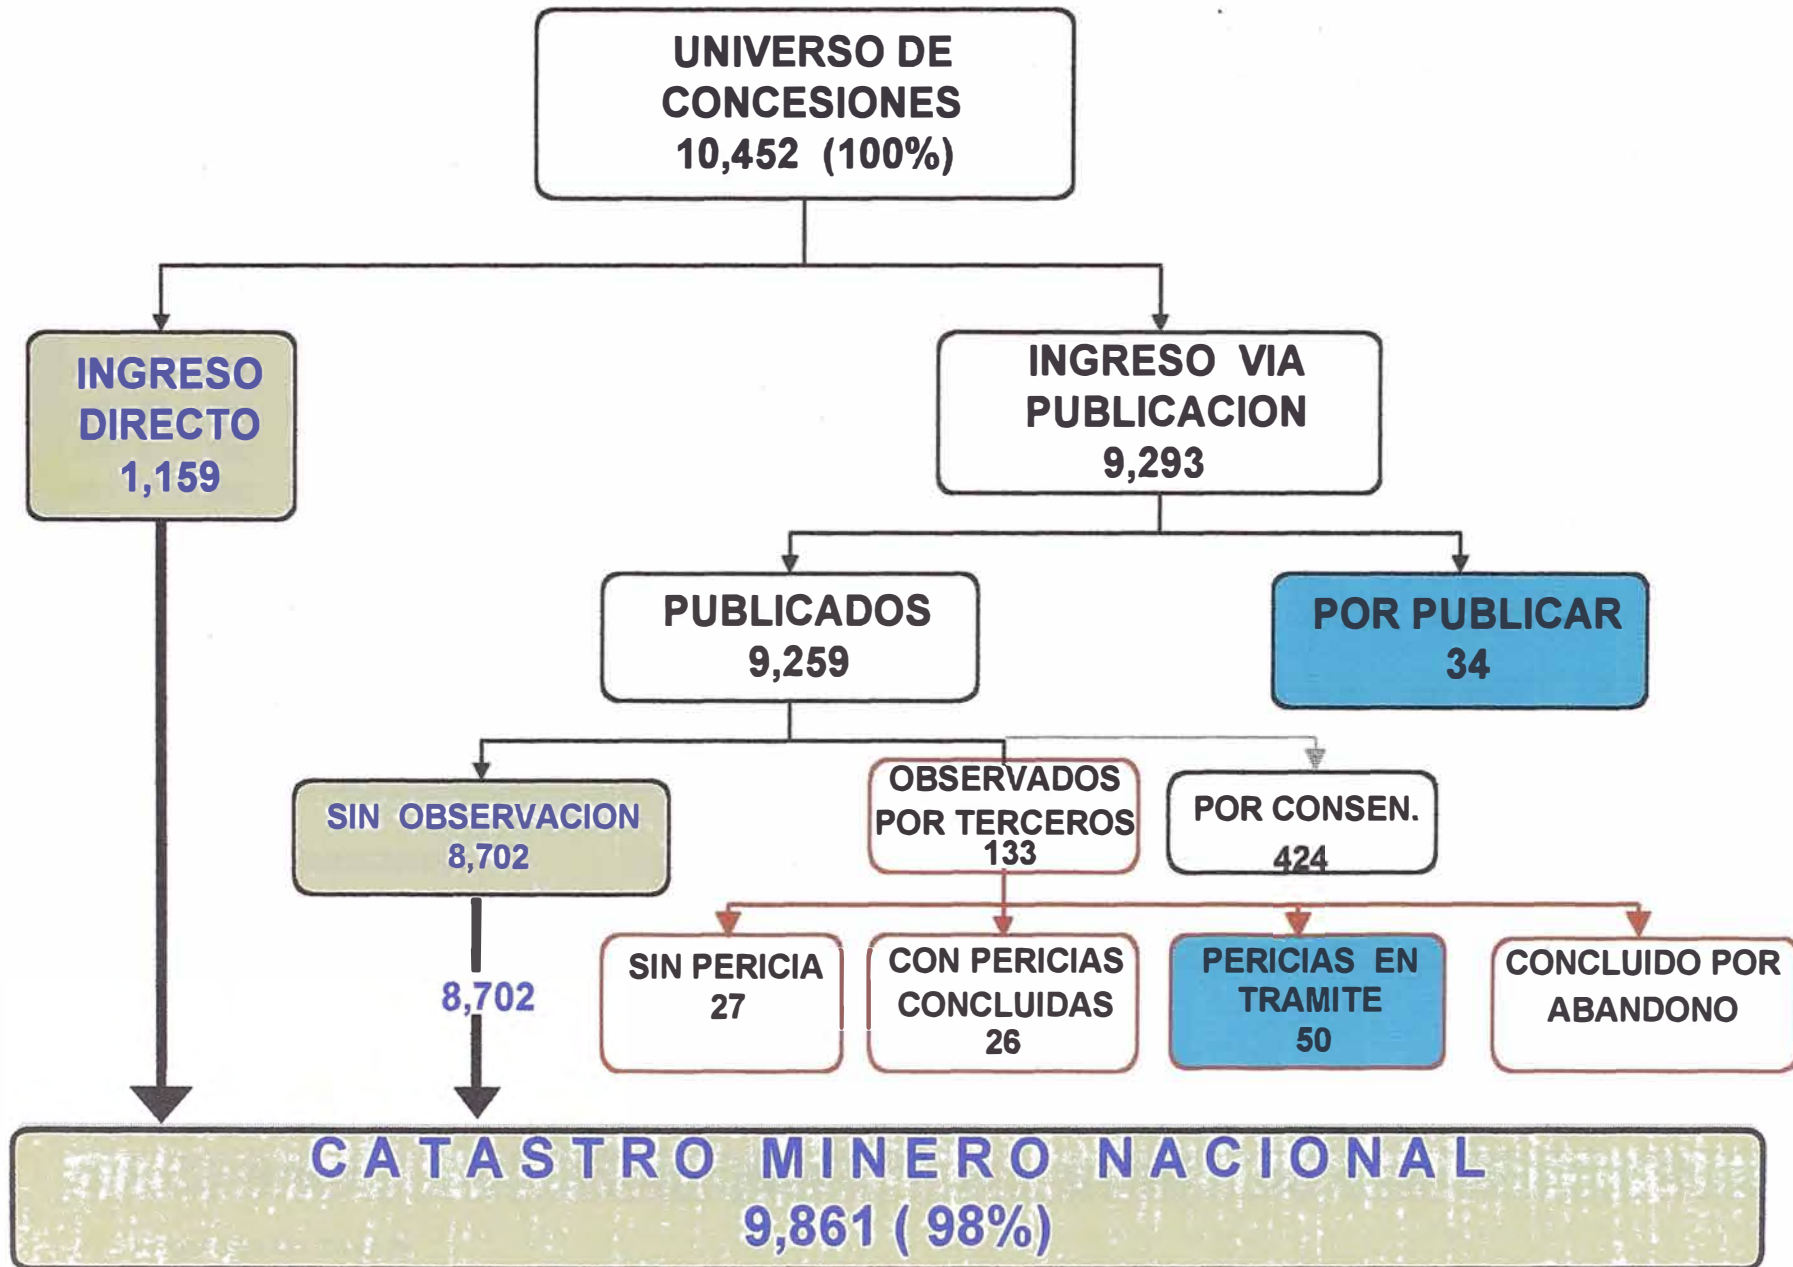 UNIVERSO DE
CONCESIONES
10,452 (100%)
INGRESO
DIRECTO
1,159
INGRESO VIA
PUBLICACION
9,293
PUBLICADOS
9,259
POR PUBLICAR
34
SIN OBSERVACION
8,702
OBSERVADOS
POR TERCEROS
133
POR CONSEN.
424
8,702
SIN PERICIA
27
CON PERICIAS
CONCLUIDAS
26
PERICIAS EN
TRAMITE
50
CONCLUIDO POR
ABANDONO
CATASTRO MINERO NACIONAL
9,861 ( 98%)